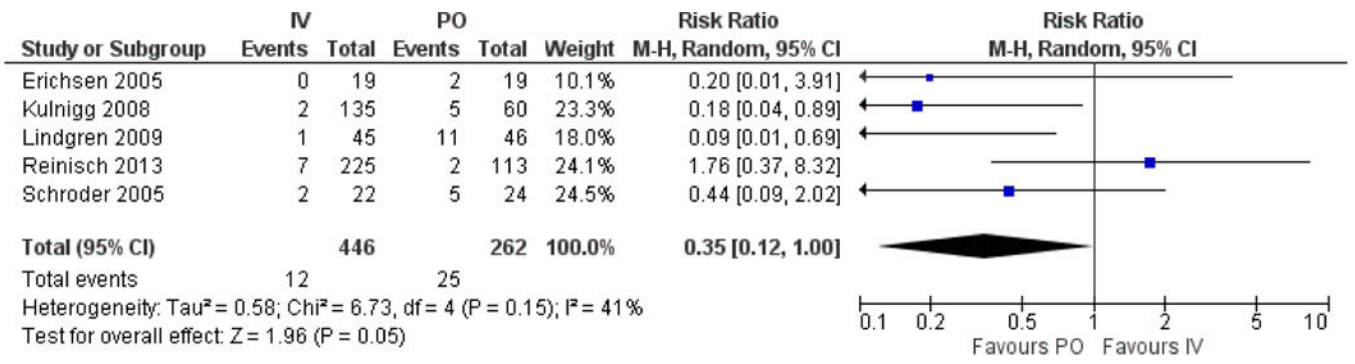 IV PO Risk Ratio Risk Ratio
Study or Subgroup Events Total Events Total Weight M-H, Random, 95% CI M-H, Random, 95% CI
Erichsen 2005 0 19 2 19 10.1% 0.20 [0.01, 3.91]
Kulnigg 2008 2 135 5 60 23.3% 0.18 [0.04, 0.89]
Lindgren 2009 1 45 11 46 18.0% 0.09 [0.01, 0.69]
Reinisch 2013 7 225 2 113 24.1% 1.76 [0.37, 8.32]
Schroder 2005 2 22 5 24 24.5% 0.44 [0.09, 2.02]
Total (95% CI) 446 262 100.0% 0.35 [0.12, 1.00]
Total events 12 25
Heterogeneity: Tau² = 0.58; Chi² = 6.73, df = 4 (P = 0.15); I² = 41%
Test for overall effect: Z = 1.96 (P = 0.05)
0.1 0.2 0.5 1 2 5 10
Favours PO Favours IV